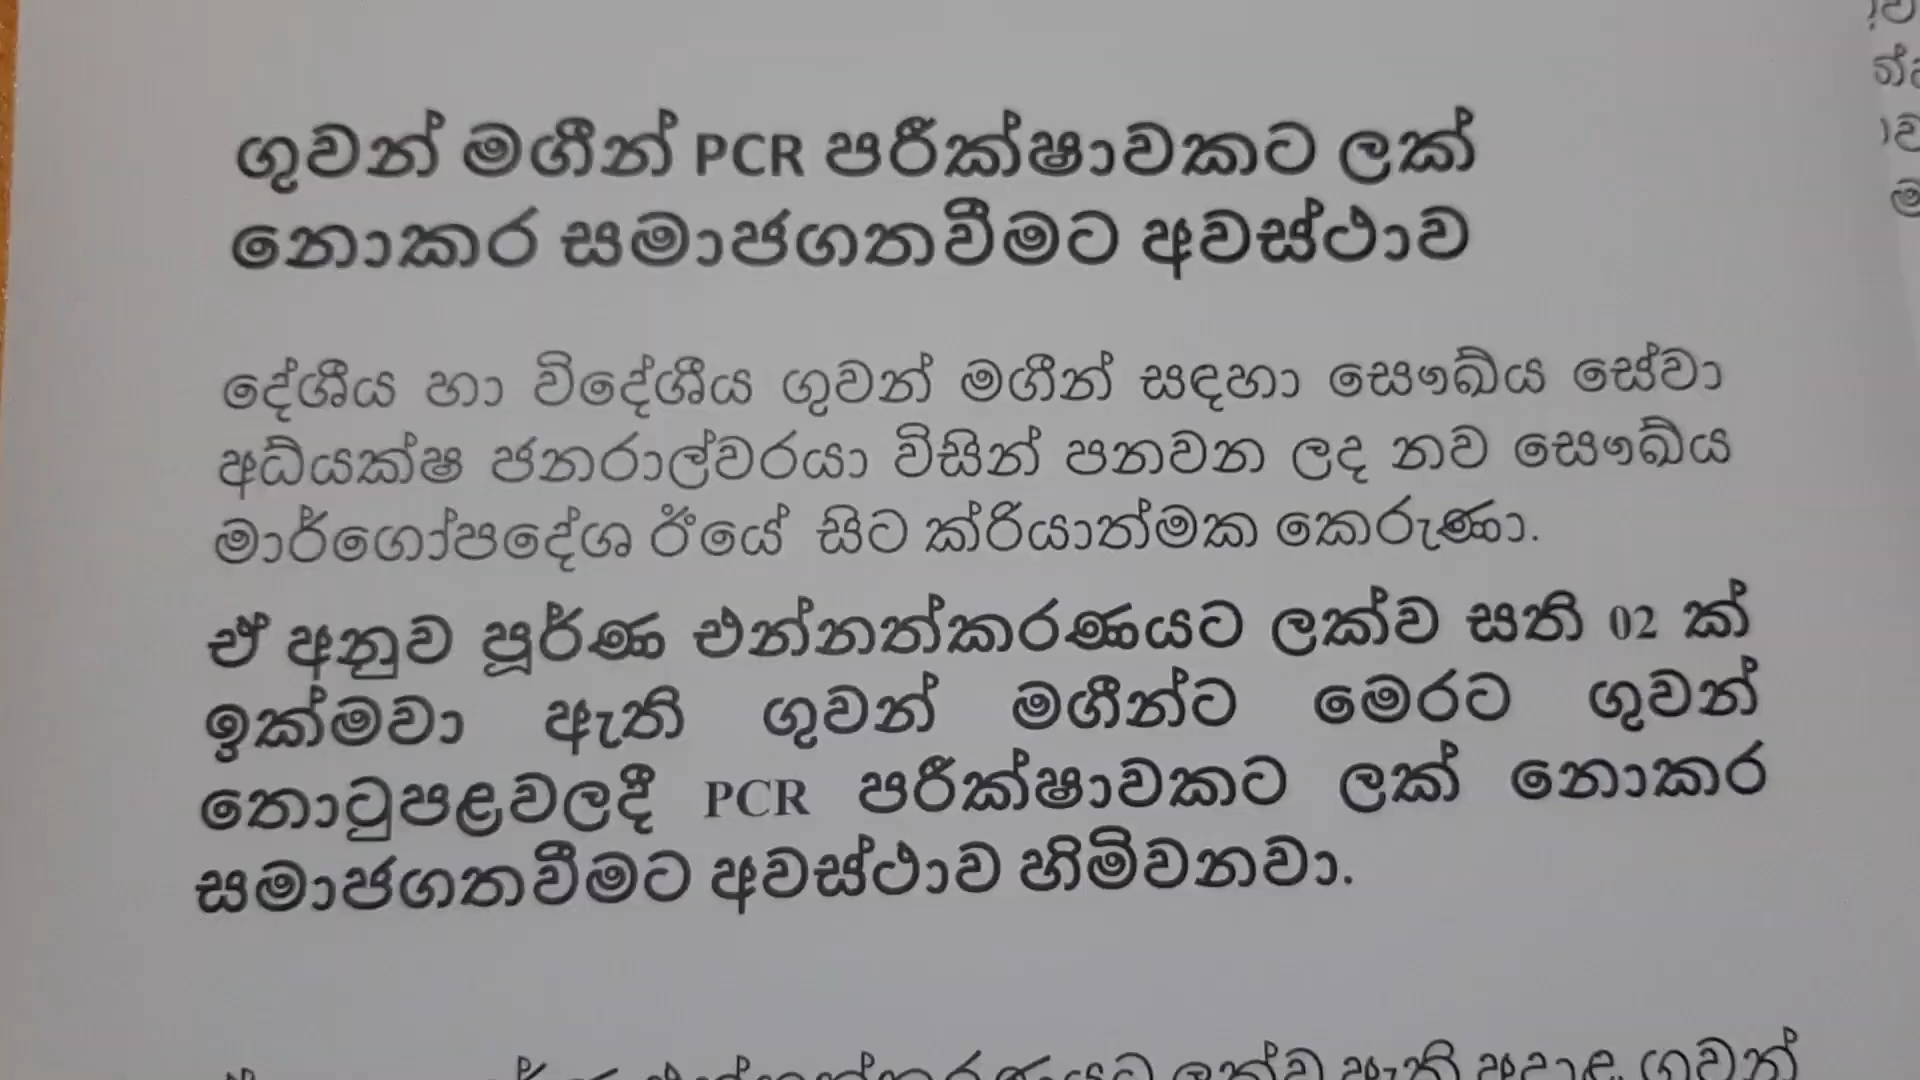 ගුවන් මගීන් PCR පරීක්ෂාවකට ලක්
නොකර සමාජගතවීමට අවස්ථාව
දේශීය හා විදේශීය ගුවන් මගීන් සඳහා සෞඛ්ය සේවා
අධ්යක්ෂ ජනරාල්වරයා විසින් පනවන ලද නව සෞඛ්ය
මාර්ගෝපදේශ ඊයේ සිට ක්රියාත්මක කෙරුණා.
ඒ අනුව පූර්ණ එන්නත්කරණයට ලක්ව සති 02 ක්
ඉක්මවා ඇති ගුවන් මගීන්ට මෙරට ගුවන්
තොටුපළවලදී PCR පරීක්ෂාවකට ලක් නොකර
සමාජගතවීමට අවස්ථාව හිමිවනවා.